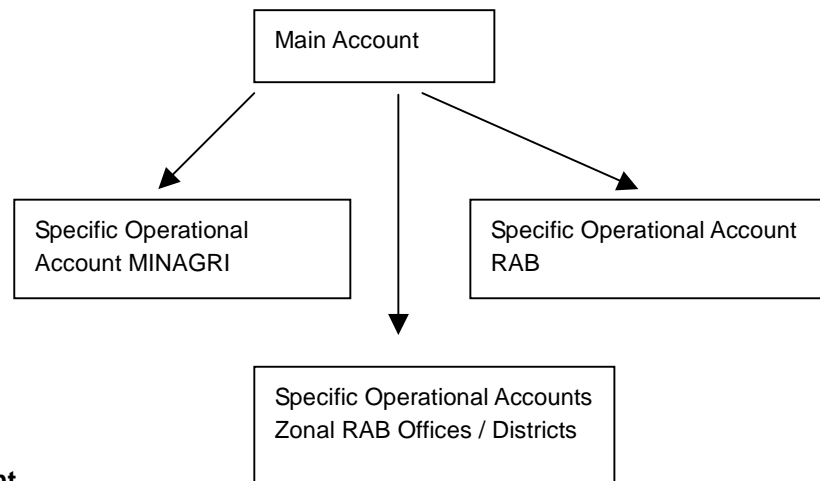 Main Account
Specific Operational
Account MINAGRI
Specific Operational Account
RAB
Specific Operational Accounts
Zonal RAB Offices / Districts